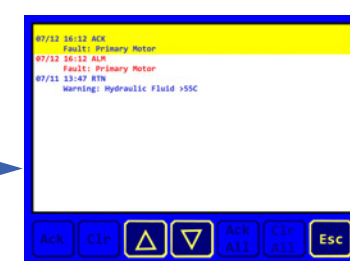 07/12 16:12 ACK
Fault: Primary Motor
07/12 16:12 ALM
Fault: Primary Motor
07/11 13:47 RTN
Warning: Hydraulic Fluid >55C
Ack Clr Ack All Clr All Esc